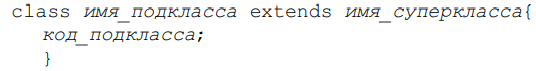 class имя_подкласса extends имя_суперкласса{
код_подкласса;
}